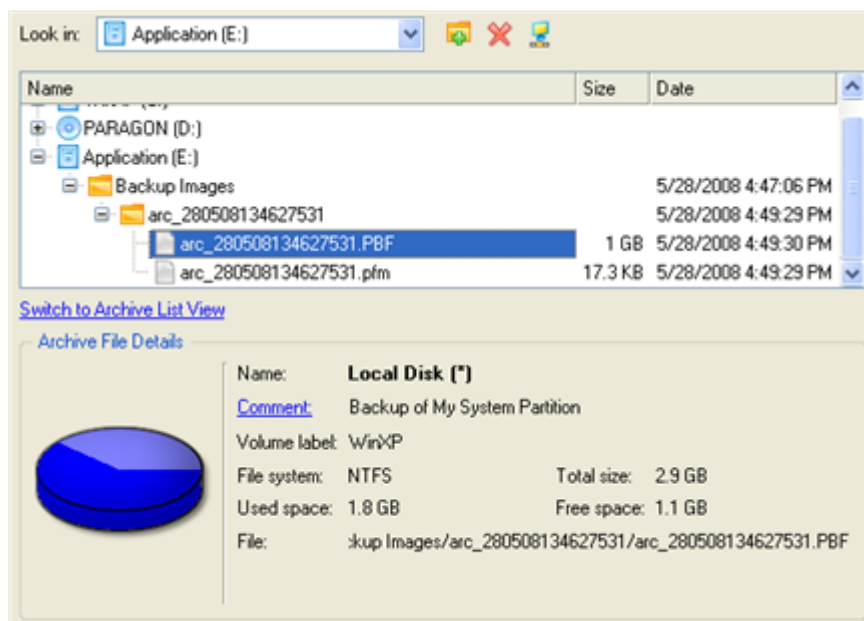 Look in: Application (E:)
Name Size Date
PARAGON (D:)
Application (E:)
Backup Images 5/28/2008 4:47:06 PM
arc_280508134627531 5/28/2008 4:49:29 PM
arc_280508134627531.PBF 1 GB 5/28/2008 4:49:30 PM
arc_280508134627531.pfm 17.3 KB 5/28/2008 4:49:29 PM
Switch to Archive List View
Archive File Details
Name: Local Disk (*)
Comment: Backup of My System Partition
Volume label: WinXP
File system: NTFS Total size: 2.9 GB
Used space: 1.8 GB Free space: 1.1 GB
File: :kup Images/arc_280508134627531/arc_280508134627531.PBF